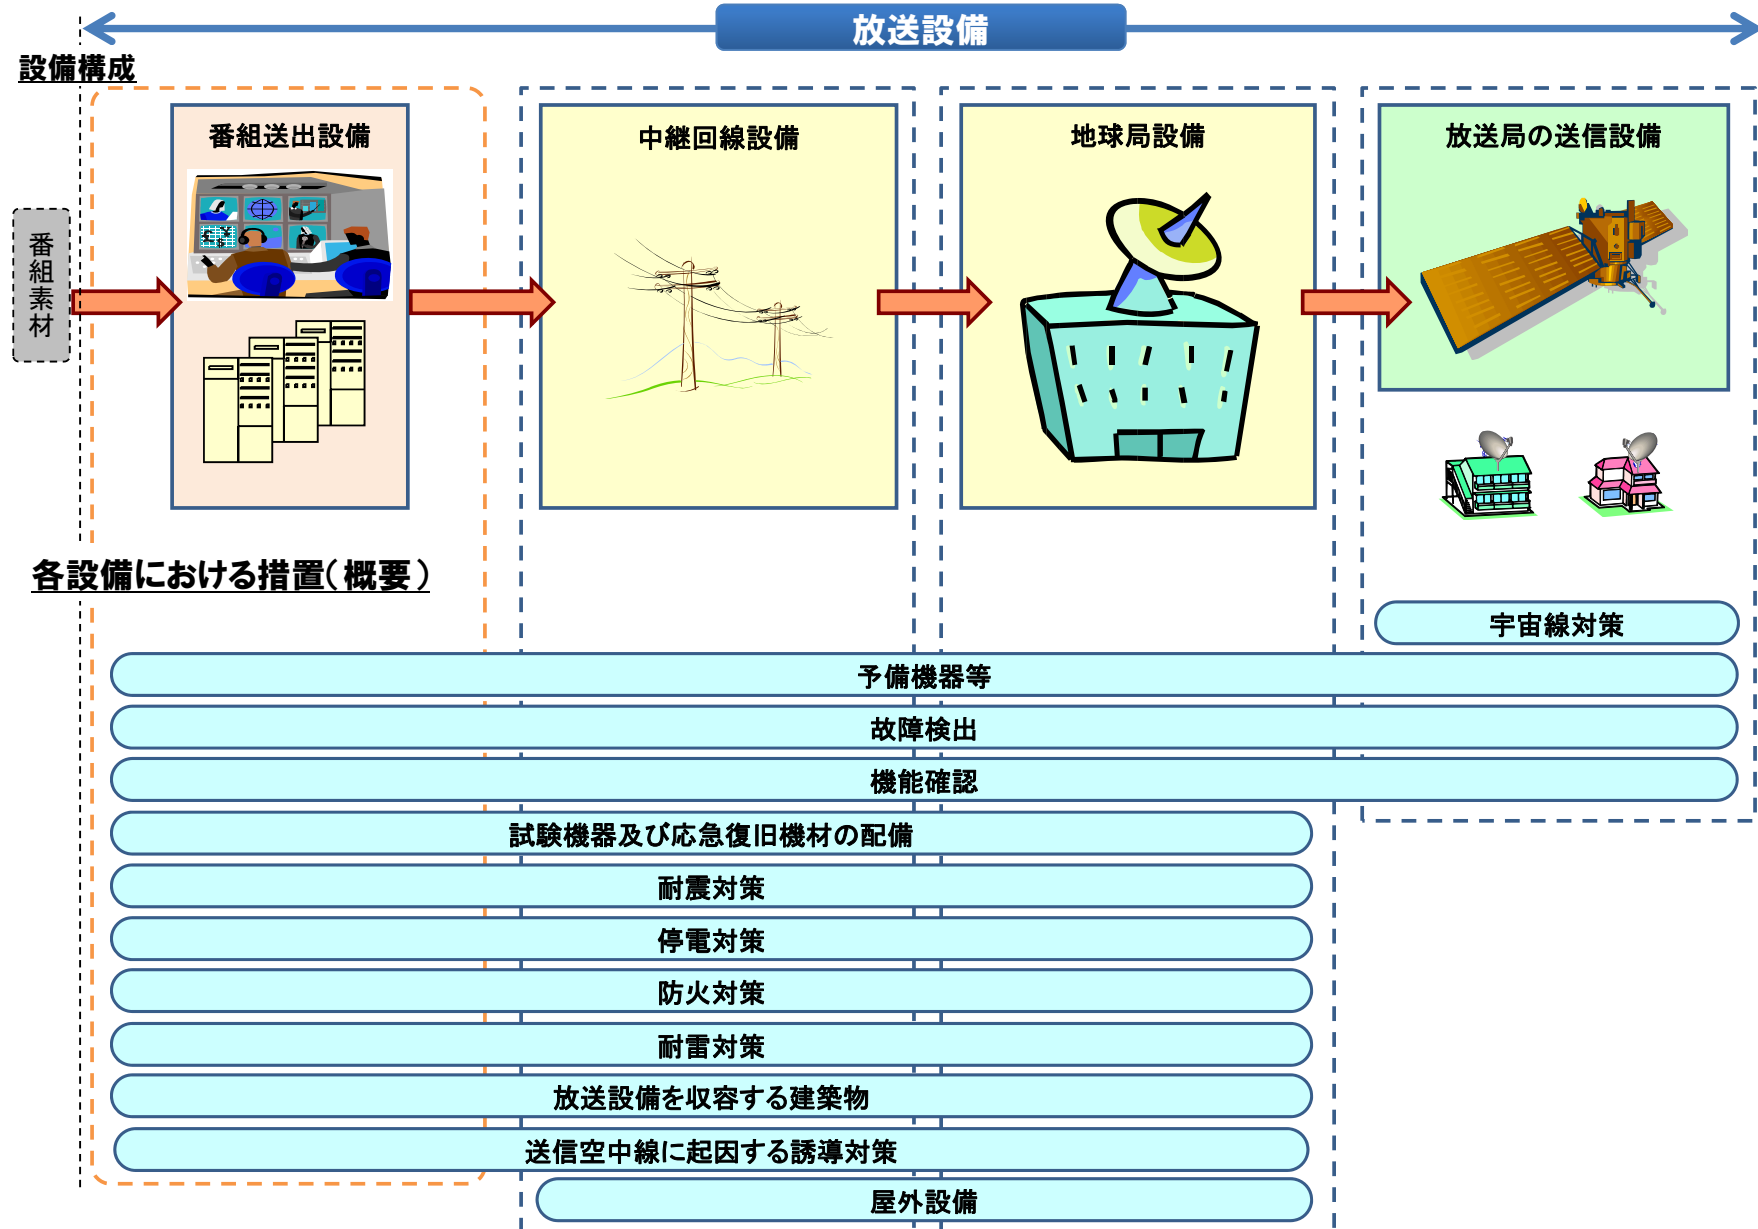 放送設備
設備構成
番組送出設備
中継回線設備
地球局設備
放送局の送信設備
番組素材
各設備における措置(概要)
宇宙線対策
予備機器等
故障検出
機能確認
試験機器及び応急復旧機材の配備
耐震対策
停電対策
防火対策
耐雷対策
放送設備を収容する建築物
送信空中線に起因する誘導対策
屋外設備